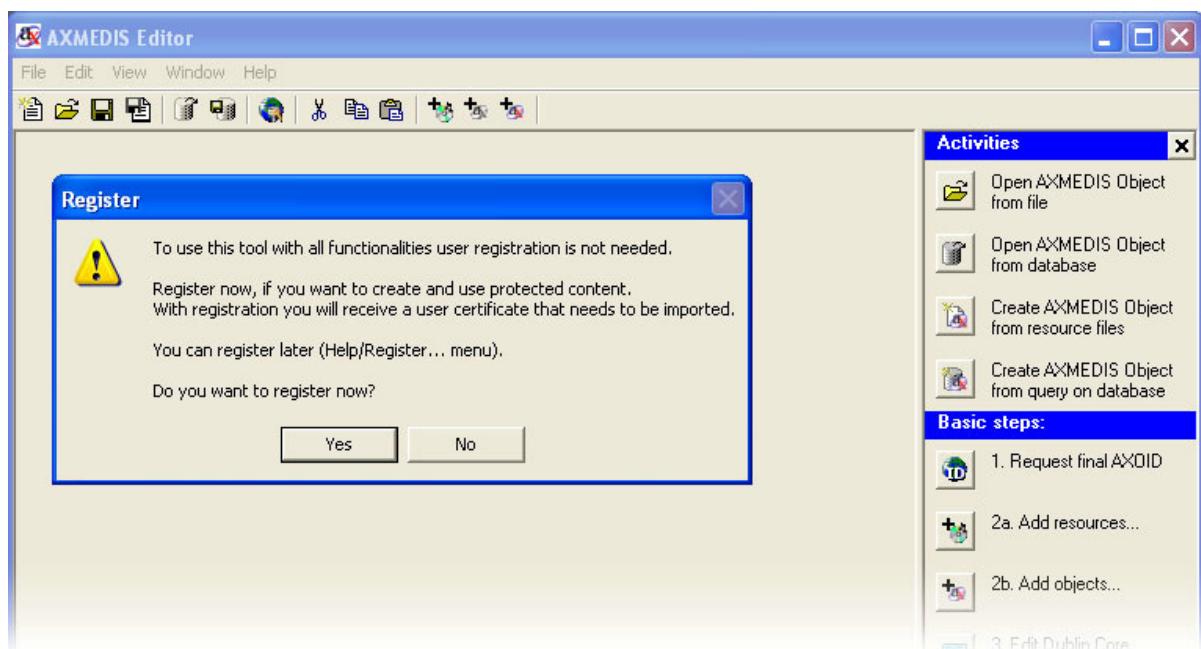 AXMEDIS Editor
File Edit View Window Help
Register
To use this tool with all functionalities user registration is not needed.
Register now, if you want to create and use protected content.
With registration you will receive a user certificate that needs to be imported.
You can register later (Help/Register... menu).
Do you want to register now?
Yes No
Activities
Open AXMEDIS Object
from file
Open AXMEDIS Object
from database
Create AXMEDIS Object
from resource files
Create AXMEDIS Object
from query on database
Basic steps:
1. Request final AXOID
2a. Add resources...
2b. Add objects...
3. Edit Dublin Core